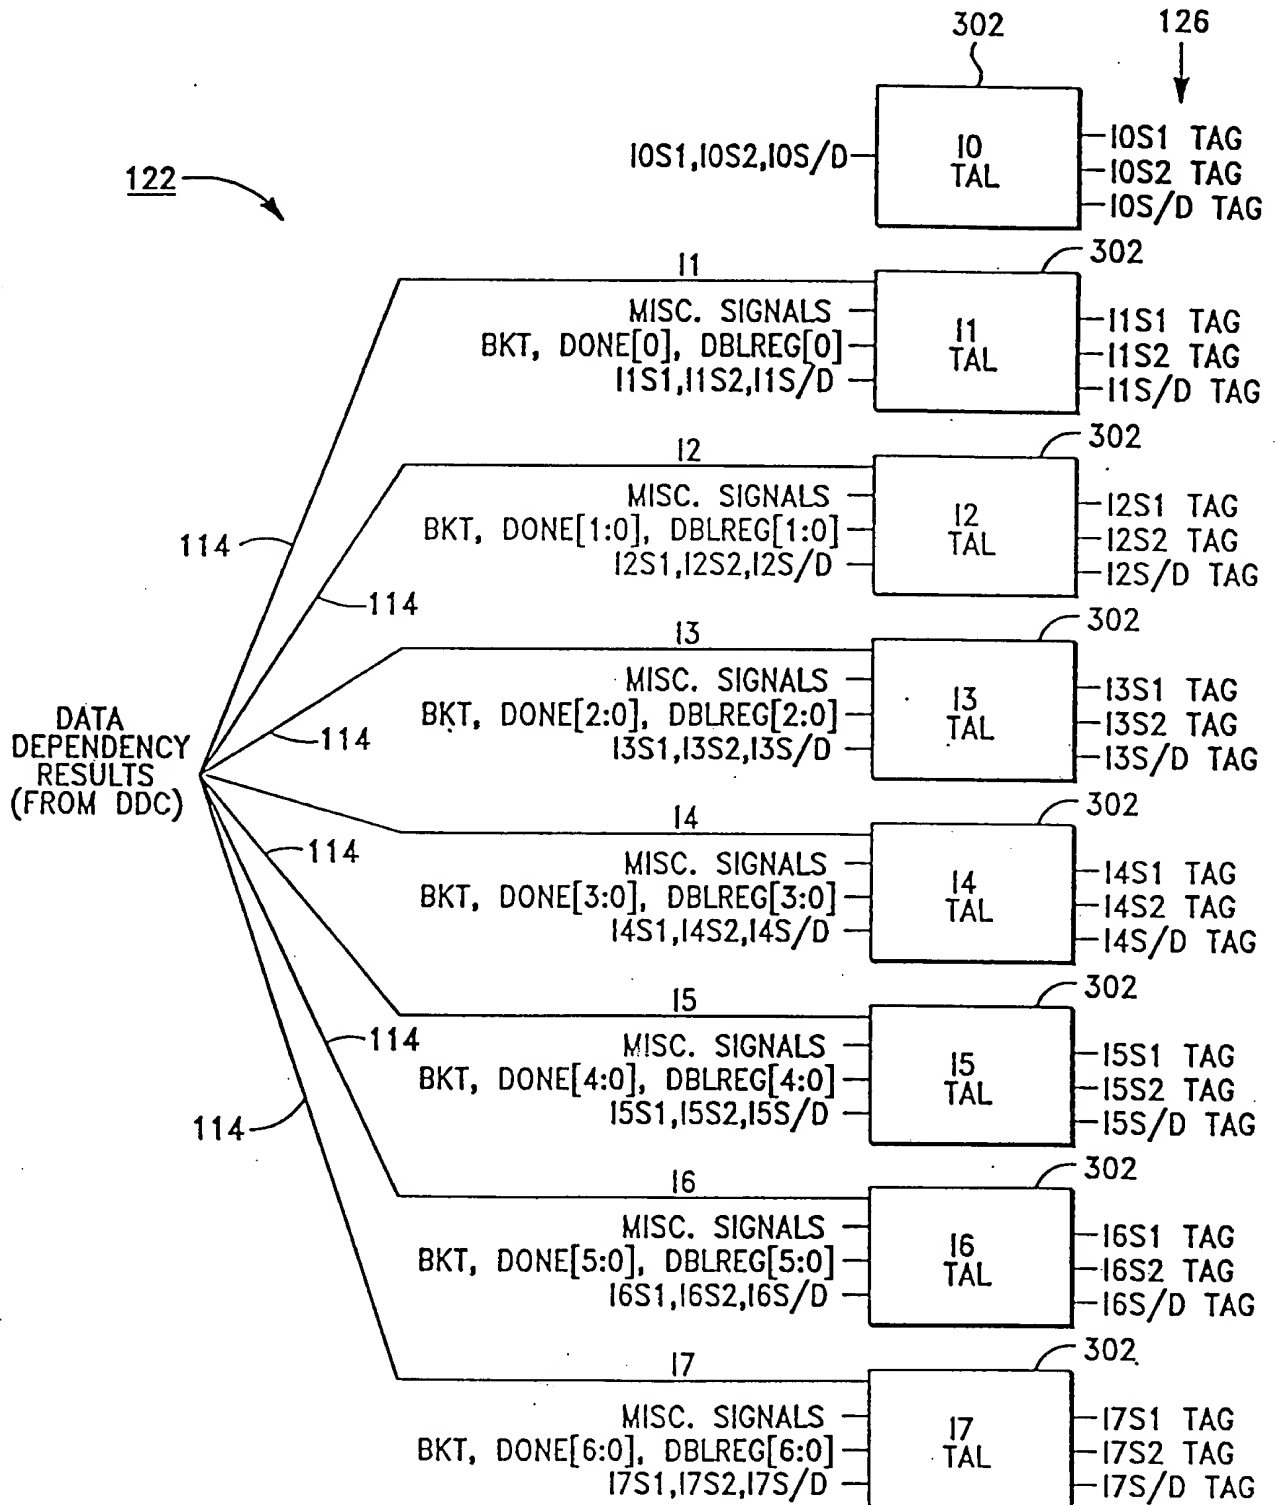 302
126
I0S1,I0S2,I0S/D
I0
TAL
I0S1 TAG
I0S2 TAG
I0S/D TAG
122
I1
302
MISC. SIGNALS
BKT, DONE[0], DBLREG[0]
I1S1,I1S2,I1S/D
I1
TAL
I1S1 TAG
I1S2 TAG
I1S/D TAG
I2
302
MISC. SIGNALS
BKT, DONE[1:0], DBLREG[1:0]
I2S1,I2S2,I2S/D
I2
TAL
I2S1 TAG
I2S2 TAG
I2S/D TAG
114
114
I3
302
MISC. SIGNALS
BKT, DONE[2:0], DBLREG[2:0]
I3S1,I3S2,I3S/D
I3
TAL
I3S1 TAG
I3S2 TAG
I3S/D TAG
114
DATA
DEPENDENCY
RESULTS
(FROM DDC)
I4
302
MISC. SIGNALS
BKT, DONE[3:0], DBLREG[3:0]
I4S1,I4S2,I4S/D
I4
TAL
I4S1 TAG
I4S2 TAG
I4S/D TAG
114
I5
302
MISC. SIGNALS
BKT, DONE[4:0], DBLREG[4:0]
I5S1,I5S2,I5S/D
I5
TAL
I5S1 TAG
I5S2 TAG
I5S/D TAG
114
114
I6
302
MISC. SIGNALS
BKT, DONE[5:0], DBLREG[5:0]
I6S1,I6S2,I6S/D
I6
TAL
I6S1 TAG
I6S2 TAG
I6S/D TAG
I7
302
MISC. SIGNALS
BKT, DONE[6:0], DBLREG[6:0]
I7S1,I7S2,I7S/D
I7
TAL
I7S1 TAG
I7S2 TAG
I7S/D TAG